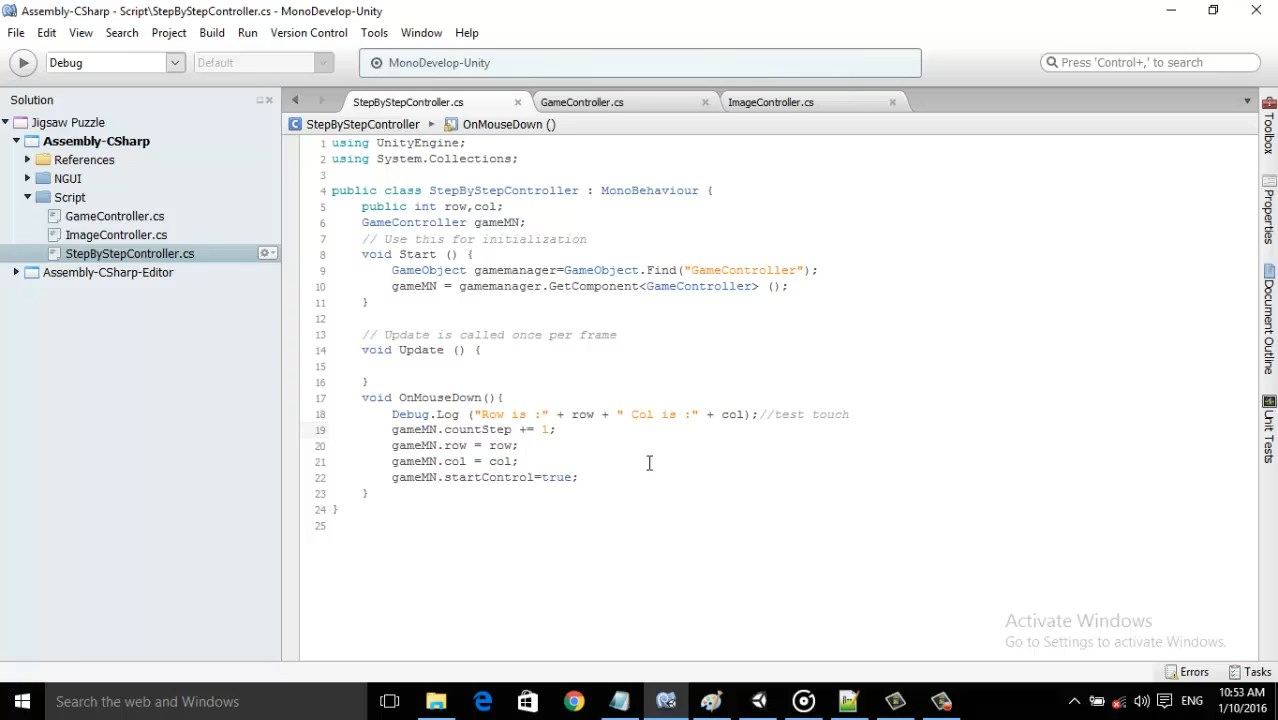 Assembly-CSharp - Script\StepByStepController.cs - MonoDevelop-Unity
File Edit View Search Project Build Run Version Control Tools Window Help
Debug Default MonoDevelop-Unity Press 'Control+,' to search
Solution
StepByStepController.cs GameController.cs ImageController.cs
Jigsaw Puzzle
Assembly-CSharp
References
NGUI
Script
GameController.cs
ImageController.cs
StepByStepController.cs
Assembly-CSharp-Editor
C StepByStepController OnMouseDown ()
1 using UnityEngine;
2 using System.Collections;
3
4 public class StepByStepController : MonoBehaviour {
5 public int row,col;
6 GameController gameMN;
7 // Use this for initialization
8 void Start () {
9 GameObject gamemanager=GameObject.Find("GameController");
10 gameMN = gamemanager.GetComponent<GameController> ();
11 }
12
13 // Update is called once per frame
14 void Update () {
15
16 }
17 void OnMouseDown(){
18 Debug.Log ("Row is :" + row + " Col is :" + col);//test touch
19 gameMN.countStep += 1;
20 gameMN.row = row;
21 gameMN.col = col;
22 gameMN.startControl=true;
23 }
24 }
25
Toolbox
Properties
Document Outline
Unit Tests
Activate Windows
Go to Settings to activate Windows.
Errors Tasks
Search the web and Windows
ENG
10:53 AM
1/10/2016